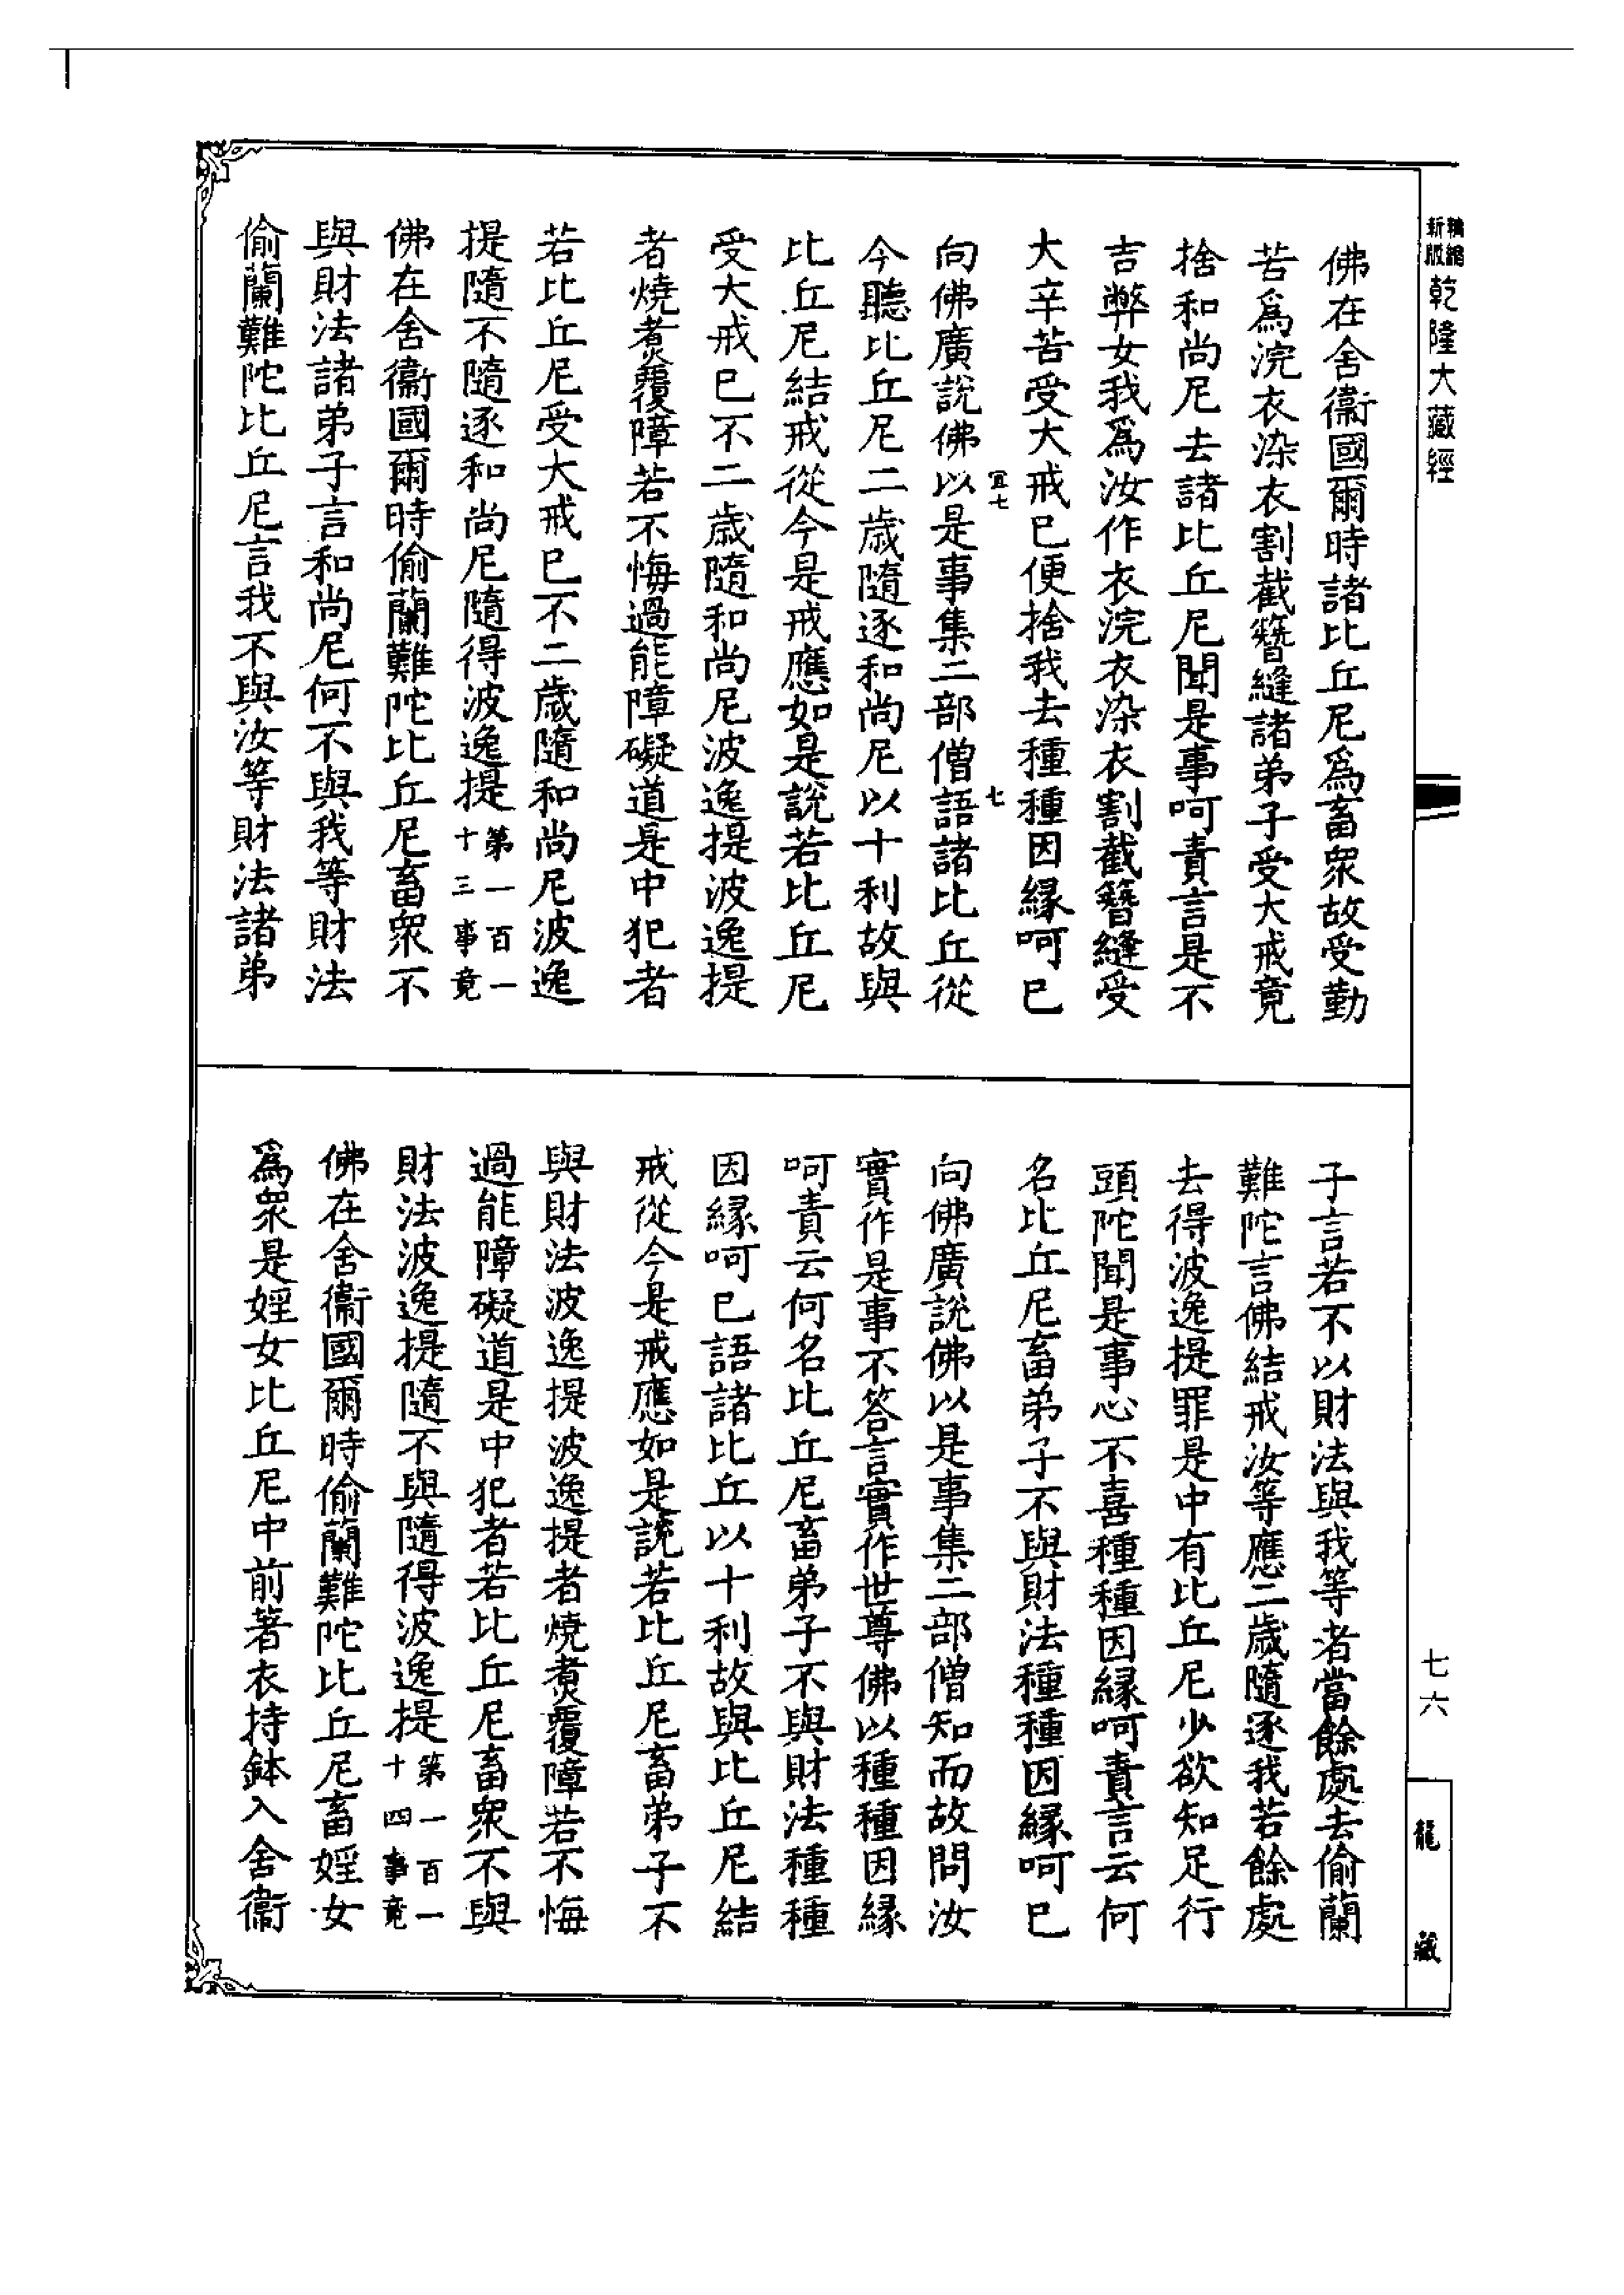 精縮新版
乾隆大藏經
佛在舍衞國爾時諸比丘尼爲畜衆故受勤
苦爲浣衣染衣割截簪縫諸弟子受大戒竟
捨和尚尼去諸比丘尼聞是事呵責言是不
吉弊女我爲汝作衣浣衣染衣割截簪縫受
大辛苦受大戒已便捨我去種種因緣呵已
宜七
七
向佛廣說佛以是事集二部僧語諸比丘從
今聽比丘尼二歲隨逐和尚尼以十利故與
比丘尼結戒從今是戒應如是說若比丘尼
受大戒已不二歲隨和尚尼波逸提波逸提
者燒煮覆障若不悔過能障礙道是中犯者
若比丘尼受大戒已不二歲隨和尚尼波逸
提隨不隨逐和尚尼隨得波逸提第一百一十三事竟
佛在舍衞國爾時偷蘭難陀比丘尼畜衆不
與財法諸弟子言和尚尼何不與我等財法
偷蘭難陀比丘尼言我不與汝等財法諸弟
子言若不以財法與我等者當餘處去偷蘭
難陀言佛結戒汝等應二歲隨逐我若餘處
去得波逸提罪是中有比丘尼少欲知足行
頭陀聞是事心不喜種種因緣呵責言云何
名比丘尼畜弟子不與財法種種因緣呵已
向佛廣說佛以是事集二部僧知而故問汝
實作是事不答言實作世尊佛以種種因緣
呵責云何名比丘尼畜弟子不與財法種種
因緣呵已語諸比丘以十利故與比丘尼結
戒從今是戒應如是說若比丘尼畜弟子不
與財法波逸提波逸提者燒煮覆障若不悔
過能障礙道是中犯者若比丘尼畜衆不與
財法波逸提隨不與隨得波逸提第一百一十四事竟
佛在舍衞國爾時偷蘭難陀比丘尼畜婬女
爲衆是婬女比丘尼中前著衣持鉢入舍衞
七六
龍藏